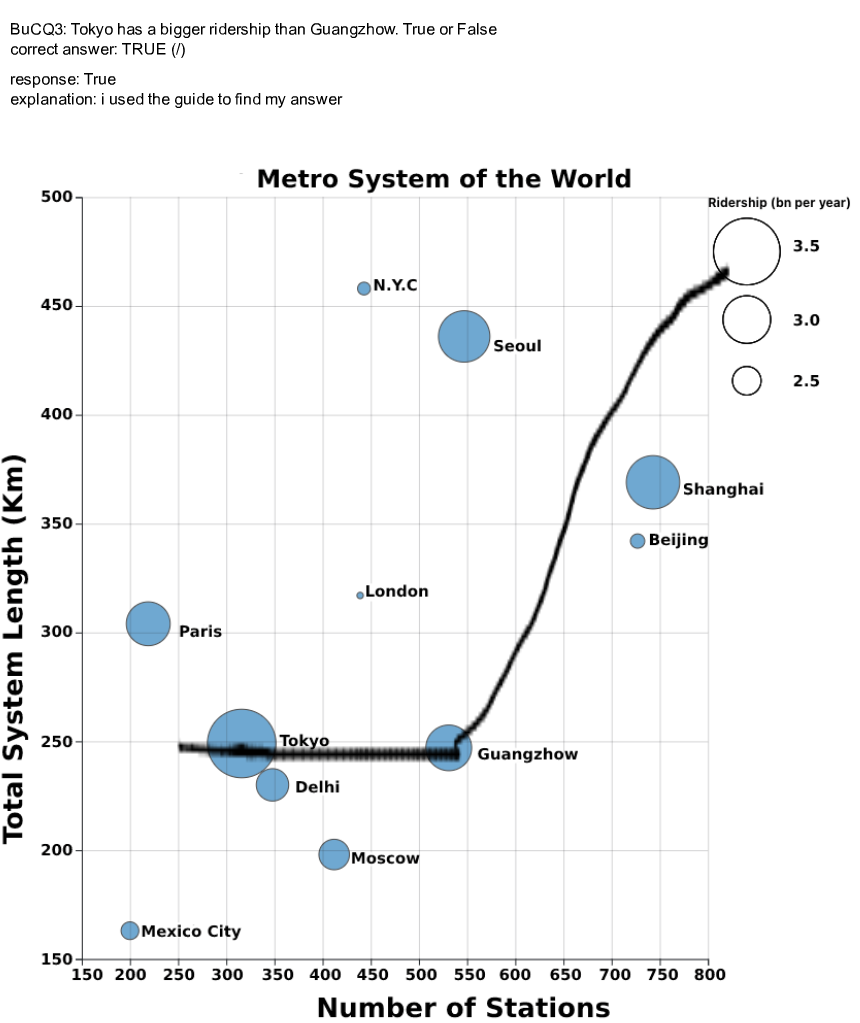 BuCQ3: Tokyo has a bigger ridership than Guangzhow. True or False
correct answer: TRUE (/)
response: True
explanation: i used the guide to find my answer
Metro System of the World
Ridership (bn per year)
3.5
3.0
2.5
Total System Length (Km)
500
450
400
350
300
250
200
150
N.Y.C
Seoul
Shanghai
Beijing
London
Paris
Tokyo
Guangzhow
Delhi
Moscow
Mexico City
150 200 250 300 350 400 450 500 550 600 650 700 750 800
Number of Stations